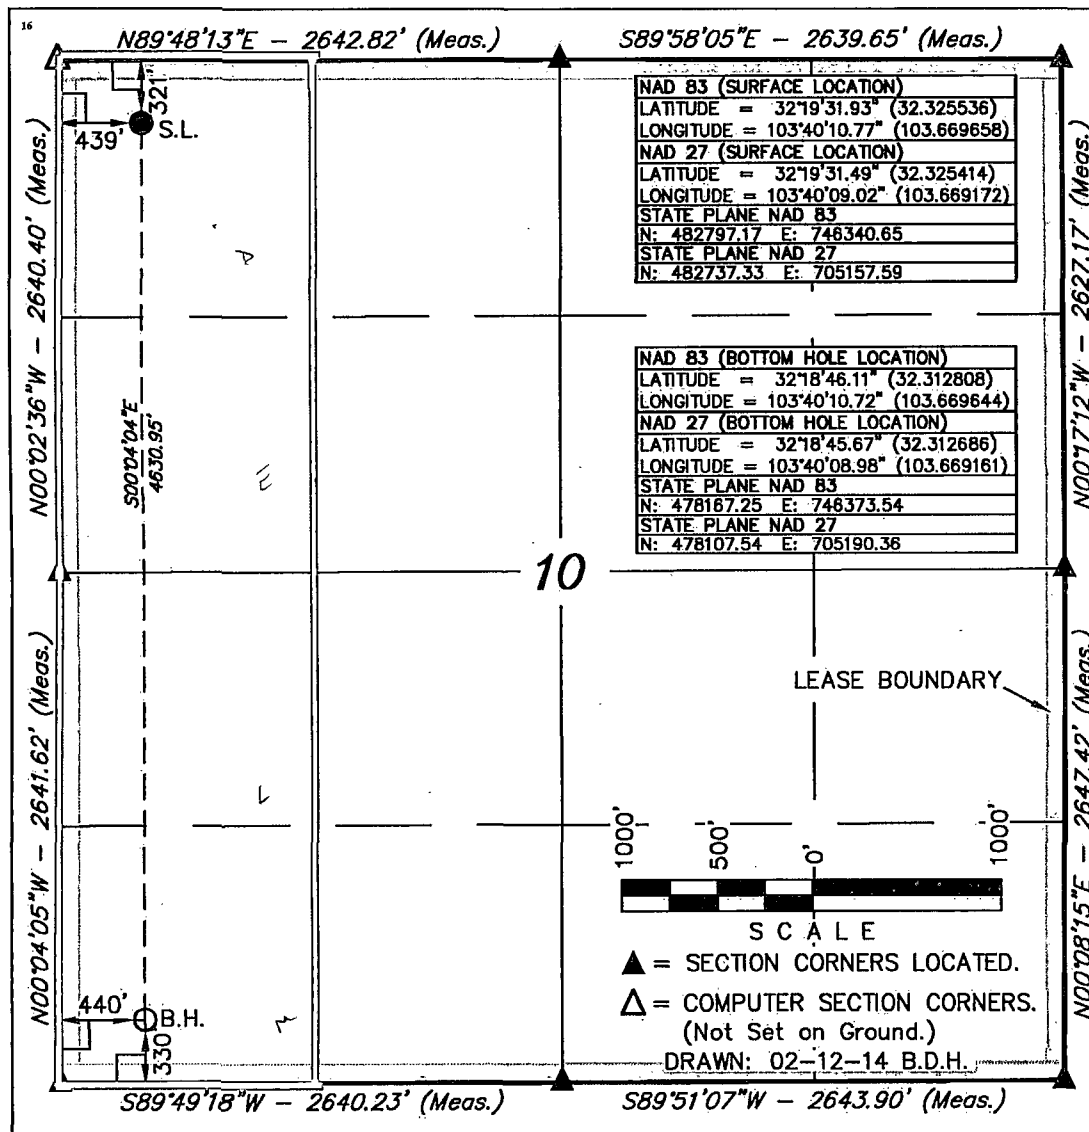 16
N89°48'13"E - 2642.82' (Meas.)
S89°58'05"E - 2639.65' (Meas.)
321'
439'
S.L.
N00°02'36"W - 2640.40' (Meas.)
NAD 83 (SURFACE LOCATION)
LATITUDE = 32°19'31.93" (32.325536)
LONGITUDE = 103°40'10.77" (103.669658)
NAD 27 (SURFACE LOCATION)
LATITUDE = 32°19'31.49" (32.325414)
LONGITUDE = 103°40'09.02" (103.669172)
STATE PLANE NAD 83
N: 482797.17 E: 746340.65
STATE PLANE NAD 27
N: 482737.33 E: 705157.59
N00°17'12"W - 2627.17' (Meas.)
S00°04'04"E
4630.95'
NAD 83 (BOTTOM HOLE LOCATION)
LATITUDE = 32°18'46.11" (32.312808)
LONGITUDE = 103°40'10.72" (103.669644)
NAD 27 (BOTTOM HOLE LOCATION)
LATITUDE = 32°18'45.67" (32.312686)
LONGITUDE = 103°40'08.98" (103.669161)
STATE PLANE NAD 83
N: 478167.25 E: 746373.54
STATE PLANE NAD 27
N: 478107.54 E: 705190.36
10
LEASE BOUNDARY
N00°04'05"W - 2641.62' (Meas.)
N00°08'15"E - 2647.42' (Meas.)
1000'
500'
0'
1000'
SCALE
▲ = SECTION CORNERS LOCATED.
△ = COMPUTER SECTION CORNERS.
(Not Set on Ground.)
DRAWN: 02-12-14 B.D.H.
440'
B.H.
330'
S89°49'18"W - 2640.23' (Meas.)
S89°51'07"W - 2643.90' (Meas.)